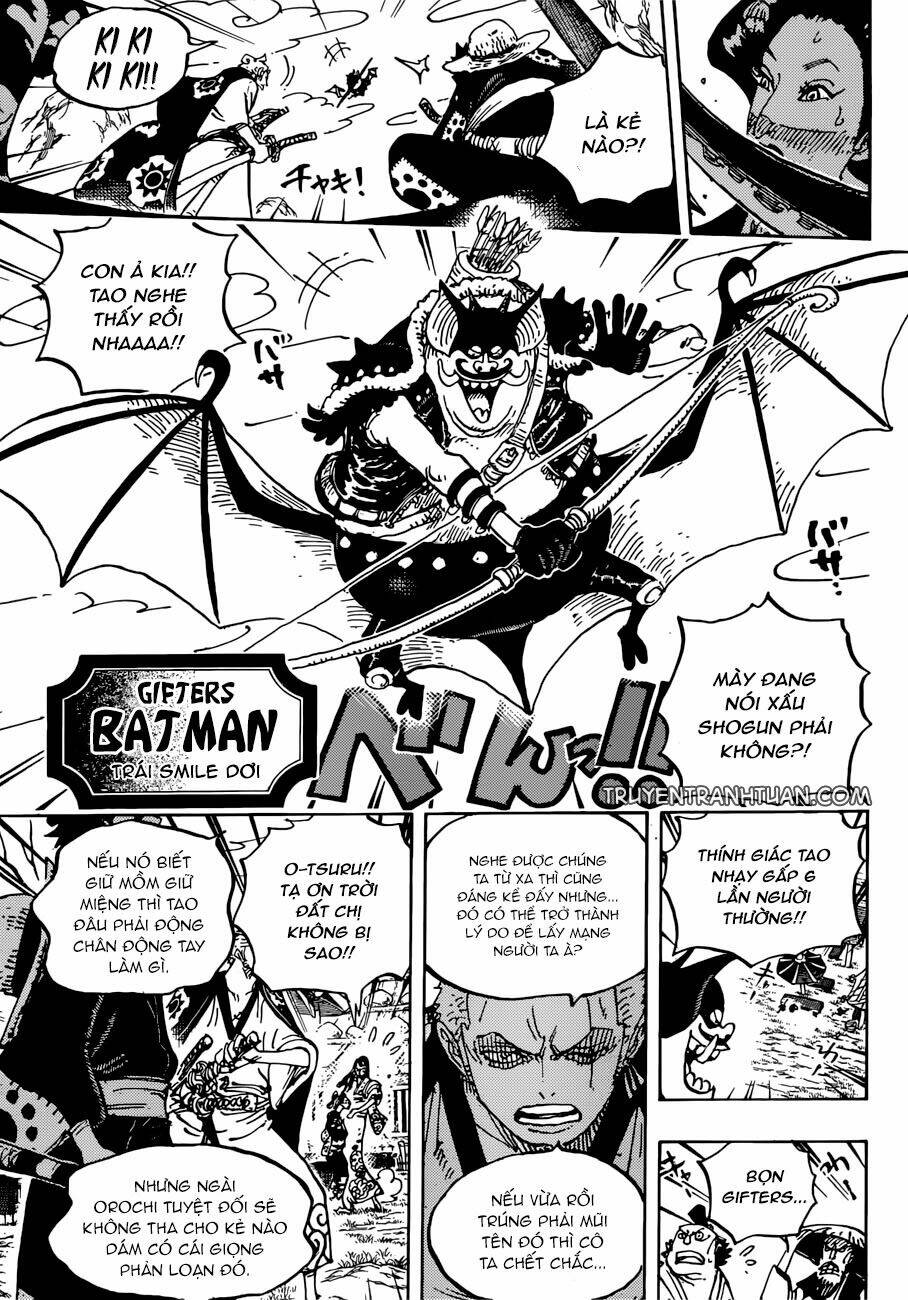 KI KI
KI KI!!
チャキ!
LÀ KẺ
NÀO?!
CON Ả KIA!!
TAO NGHE
THẤY RỒI
NHAAAA!!
バサ
バサ
GIFTERS
BATMAN
TRÁI SMILE DƠI
べべんっ!!
MÀY ĐANG
NÓI XẤU
SHOGUN PHẢI
KHÔNG?!
TRUYENTRANHTUAN.COM
NẾU NÓ BIẾT
GIỮ MỒM GIỮ
MIỆNG THÌ TAO
ĐÂU PHẢI ĐỘNG
CHÂN ĐỘNG TAY
LÀM GÌ.
O-TSURU!!
TẠ ƠN TRỜI
ĐẤT CHỊ
KHÔNG BỊ
SAO!!
NGHE ĐƯỢC CHÚNG
TA TỪ XA THÌ CŨNG
ĐÁNG KỂ ĐẤY NHƯNG...
ĐÓ CÓ THỂ TRỞ THÀNH
LÝ DO ĐỂ LẤY MẠNG
NGƯỜI TA À?
THÍNH GIÁC TAO
NHẠY GẤP 6
LẦN NGƯỜI
THƯỜNG!!
NHƯNG NGÀI
OROCHI TUYỆT ĐỐI SẼ
KHÔNG THA CHO KẺ NÀO
DÁM CÓ CÁI GIỌNG
PHẢN LOẠN ĐÓ.
NẾU VỪA RỒI
TRÚNG PHẢI MŨI
TÊN ĐÓ THÌ CÔ
TA CHẾT CHẮC...
BỌN
GIFTERS...